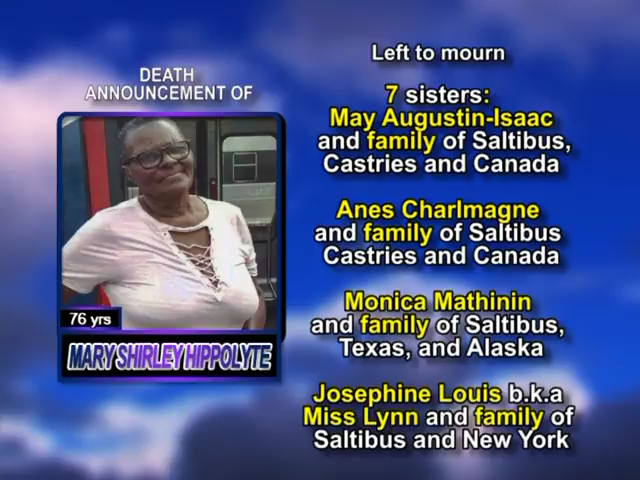 DEATH
ANNOUNCEMENT OF
76 yrs
MARY SHIRLEY HIPPOLYTE
Left to mourn
7 sisters:
May Augustin-Isaac
and family of Saltibus,
Castries and Canada
Anes Charlmagne
and family of Saltibus
Castries and Canada
Monica Mathinin
and family of Saltibus,
Texas, and Alaska
Josephine Louis b.k.a
Miss Lynn and family of
Saltibus and New York